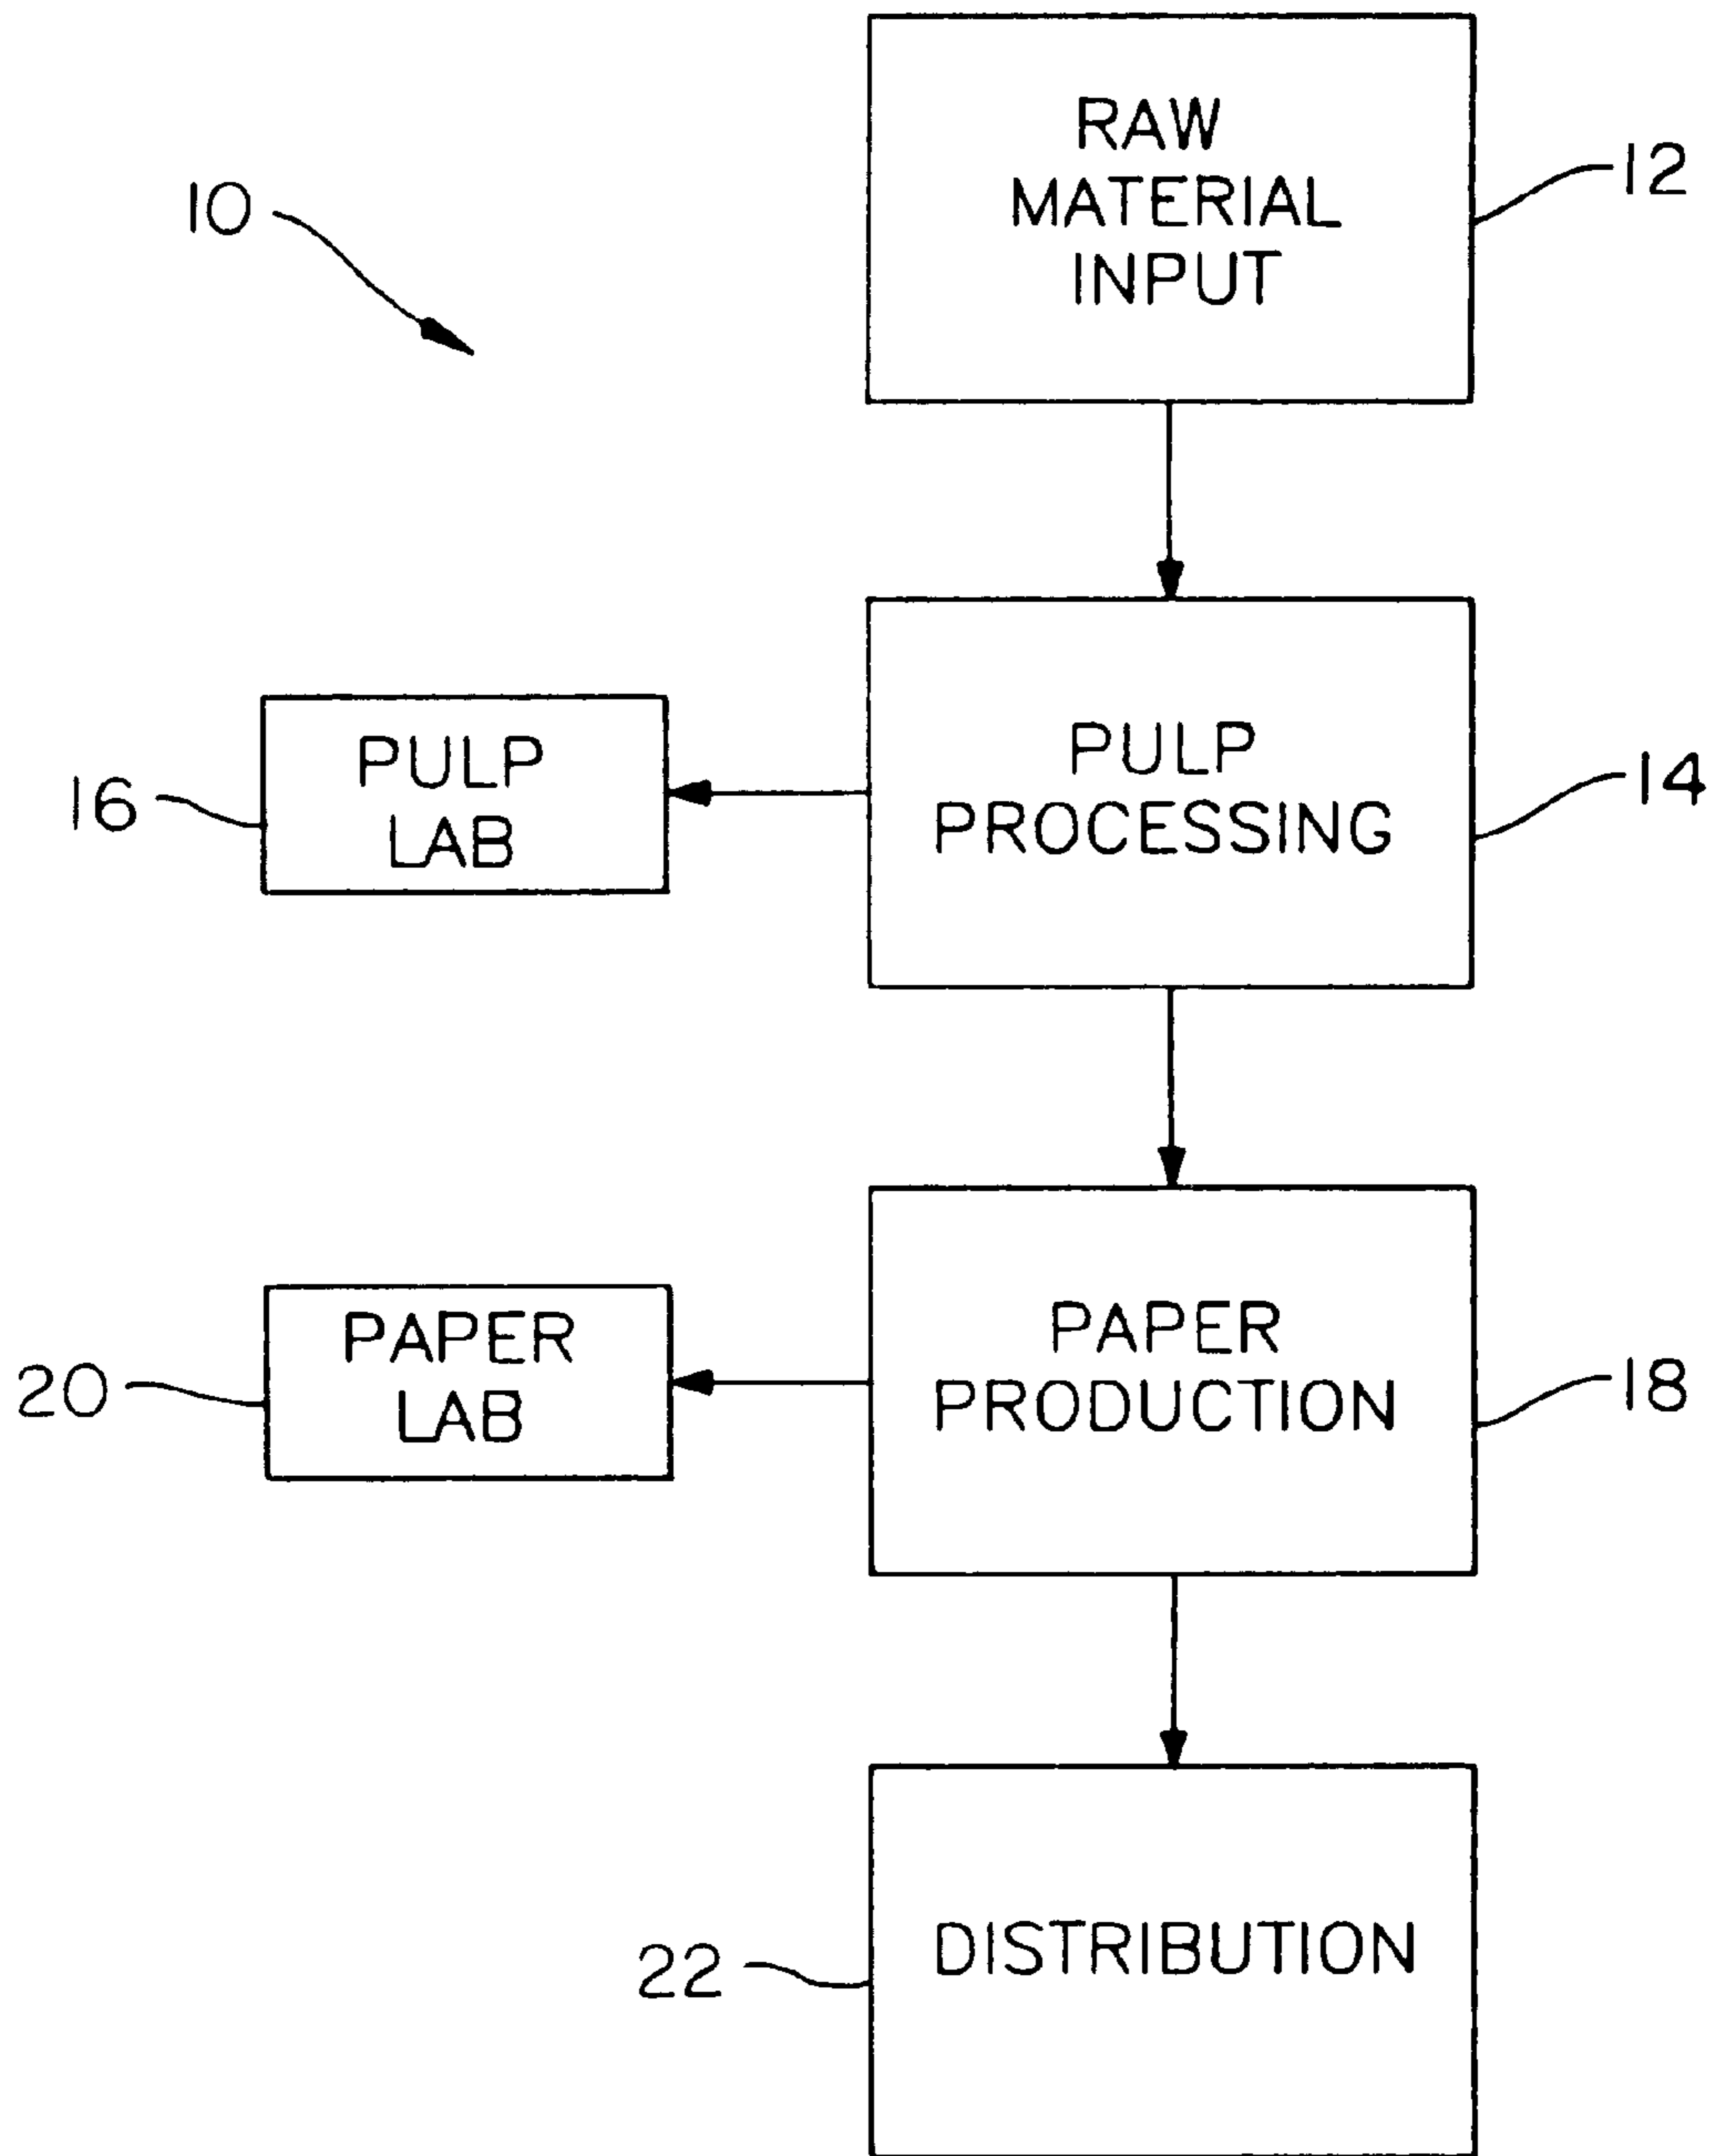 RAW
MATERIAL
INPUT
12
10
PULP
PROCESSING
14
PULP
LAB
16
PAPER
PRODUCTION
18
PAPER
LAB
20
DISTRIBUTION
22